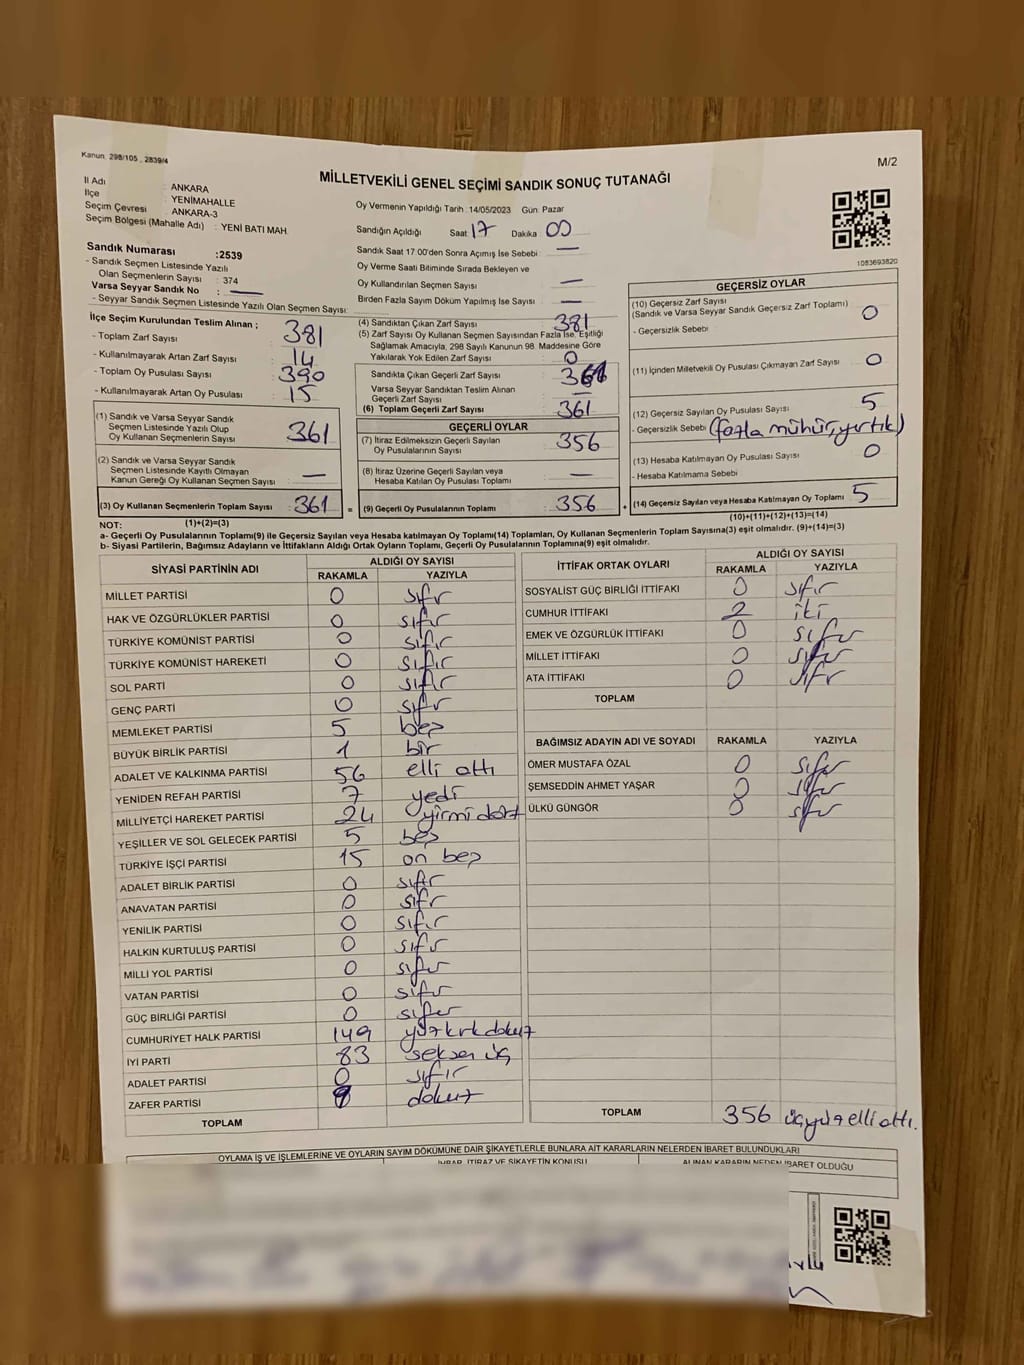 Kanun. 298/105 , 2839/4
M/2
MİLLETVEKİLİ GENEL SEÇİMİ SANDIK SONUÇ TUTANAĞI
İl Adı : ANKARA
İlçe : YENİMAHALLE
Seçim Çevresi : ANKARA-3
Seçim Bölgesi (Mahalle Adı) : YENİ BATI MAH.
Sandık Numarası :2539
- Sandık Seçmen Listesinde Yazılı
Olan Seçmenlerin Sayısı : 374
Varsa Seyyar Sandık No : —
- Seyyar Sandık Seçmen Listesinde Yazılı Olan Seçmen Sayısı:
Oy Vermenin Yapıldığı Tarih :14/05/2023 Gün: Pazar
Sandığın Açıldığı Saat 17 Dakika 00
Sandık Saat 17:00'den Sonra Açımış İse Sebebi : —
Oy Verme Saati Bitiminde Sırada Bekleyen ve
Oy Kullandırılan Seçmen Sayısı : —
Birden Fazla Sayım Döküm Yapılmış İse Sayısı : —
1083693820
İlçe Seçim Kurulundan Teslim Alınan ;
- Toplam Zarf Sayısı : 381
- Kullanılmayarak Artan Zarf Sayısı : 14
- Toplam Oy Pusulası Sayısı : 390
- Kullanılmayarak Artan Oy Pusulası : 15
(1) Sandık ve Varsa Seyyar Sandık
Seçmen Listesinde Yazılı Olup
Oy Kullanan Seçmenlerin Sayısı : 361
(2) Sandık ve Varsa Seyyar Sandık
Seçmen Listesinde Kayıtlı Olmayan
Kanun Gereği Oy Kullanan Seçmen Sayısı : —
(3) Oy Kullanan Seçmenlerin Toplam Sayısı : 361
(1)+(2)=(3)
(4) Sandıktan Çıkan Zarf Sayısı : 381
(5) Zarf Sayısı Oy Kullanan Seçmen Sayısından Fazla İse, Eşitliği
Sağlamak Amacıyla, 298 Sayılı Kanunun 98. Maddesine Göre
Yakılarak Yok Edilen Zarf Sayısı : 0
Sandıkta Çıkan Geçerli Zarf Sayısı : 361
Varsa Seyyar Sandıktan Teslim Alınan
Geçerli Zarf Sayısı : —
(6) Toplam Geçerli Zarf Sayısı : 361
GEÇERLİ OYLAR
(7) İtiraz Edilmeksizin Geçerli Sayılan
Oy Pusulalarının Sayısı : 356
(8) İtiraz Üzerine Geçerli Sayılan veya
Hesaba Katılan Oy Pusulası Toplamı : —
= (9) Geçerli Oy Pusulalarının Toplamı : 356 +
GEÇERSİZ OYLAR
(10) Geçersiz Zarf Sayısı
(Sandık ve Varsa Seyyar Sandık Geçersiz Zarf Toplamı) : 0
- Geçersizlik Sebebi :
(11) İçinden Milletvekili Oy Pusulası Çıkmayan Zarf Sayısı : 0
(12) Geçersiz Sayılan Oy Pusulası Sayısı : 5
- Geçersizlik Sebebi (fazla mühür, yırtık)
(13) Hesaba Katılmayan Oy Pusulası Sayısı : 0
- Hesaba Katılmama Sebebi
(14) Geçersiz Sayılan veya Hesaba Katılmayan Oy Toplamı : 5
(10)+(11)+(12)+(13)=(14)
NOT:
a- Geçerli Oy Pusulalarının Toplamı(9) ile Geçersiz Sayılan veya Hesaba Katılmayan Oy Toplamı(14) Toplamları, Oy Kullanan Seçmenlerin Toplam Sayısına(3) eşit olmalıdır. (9)+(14)=(3)
b- Siyasi Partilerin, Bağımsız Adayların ve İttifakların Aldığı Ortak Oyların Toplamı, Geçerli Oy Pusulalarının Toplamına(9) eşit olmalıdır.
SİYASİ PARTİNİN ADI ALDIĞI OY SAYISI
RAKAMLA YAZIYLA
MİLLET PARTİSİ 0 sıfır
HAK VE ÖZGÜRLÜKLER PARTİSİ 0 sıfır
TÜRKİYE KOMÜNİST PARTİSİ 0 sıfır
TÜRKİYE KOMÜNİST HAREKETİ 0 sıfır
SOL PARTİ 0 sıfır
GENÇ PARTİ 0 sıfır
MEMLEKET PARTİSİ 5 beş
BÜYÜK BİRLİK PARTİSİ 1 bir
ADALET VE KALKINMA PARTİSİ 56 elli altı
YENİDEN REFAH PARTİSİ 7 yedi
MİLLİYETÇİ HAREKET PARTİSİ 24 yirmi dört
YEŞİLLER VE SOL GELECEK PARTİSİ 5 beş
TÜRKİYE İŞÇİ PARTİSİ 15 on beş
ADALET BİRLİK PARTİSİ 0 sıfır
ANAVATAN PARTİSİ 0 sıfır
YENİLİK PARTİSİ 0 sıfır
HALKIN KURTULUŞ PARTİSİ 0 sıfır
MİLLİ YOL PARTİSİ 0 sıfır
VATAN PARTİSİ 0 sıfır
GÜÇ BİRLİĞİ PARTİSİ 0 sıfır
CUMHURİYET HALK PARTİSİ 149 yüz kırk dokuz
İYİ PARTİ 83 seksen üç
ADALET PARTİSİ 0 sıfır
ZAFER PARTİSİ 9 dokuz
TOPLAM
İTTİFAK ORTAK OYLARI ALDIĞI OY SAYISI
RAKAMLA YAZIYLA
SOSYALİST GÜÇ BİRLİĞİ İTTİFAKI 0 sıfır
CUMHUR İTTİFAKI 2 iki
EMEK VE ÖZGÜRLÜK İTTİFAKI 0 sıfır
MİLLET İTTİFAKI 0 sıfır
ATA İTTİFAKI 0 sıfır
TOPLAM
BAĞIMSIZ ADAYIN ADI VE SOYADI RAKAMLA YAZIYLA
ÖMER MUSTAFA ÖZAL 0 sıfır
ŞEMSEDDİN AHMET YAŞAR 0 sıfır
ÜLKÜ GÜNGÖR 0 sıfır
TOPLAM 356 üçyüz elli altı.
OYLAMA İŞ VE İŞLEMLERİNE VE OYLARIN SAYIM DÖKÜMÜNE DAİR ŞİKAYETLERLE BUNLARA AİT KARARLARIN NELERDEN İBARET BULUNDUKLARI
İHBAR, İTİRAZ VE ŞİKAYETİN KONUSU ALINAN KARARIN NEDEN İBARET OLDUĞU